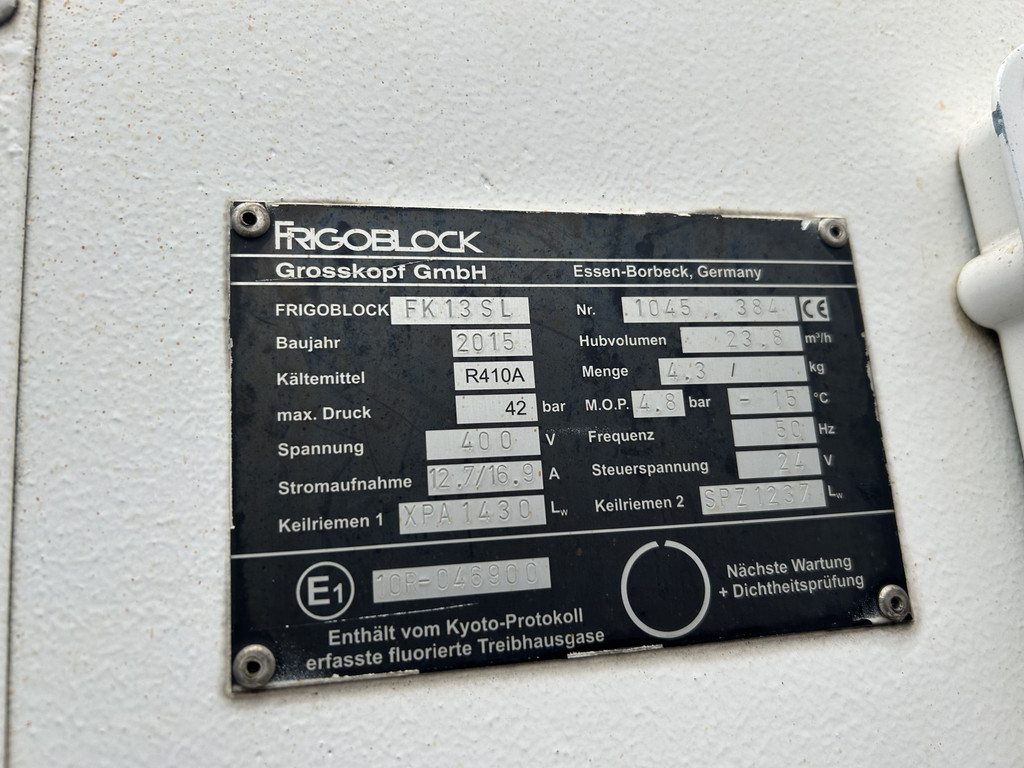 FRIGOBLOCK
Grosskopf GmbH Essen-Borbeck, Germany
FRIGOBLOCK FK13SL Nr. 1045 . 384 CE
Baujahr 2015 Hubvolumen 23.8 m³/h
Kältemittel R410A Menge 4.3 / kg
max. Druck 42 bar M.O.P. 4.8 bar -15 °C
Spannung 400 V Frequenz 50 Hz
Stromaufnahme 12.7/16.9 A Steuerspannung 24 V
Keilriemen 1 XPA1430 Lw Keilriemen 2 SPZ1237 Lw
E1 10R-046900
Nächste Wartung
+ Dichtheitsprüfung
Enthält vom Kyoto-Protokoll
erfasste fluorierte Treibhausgase